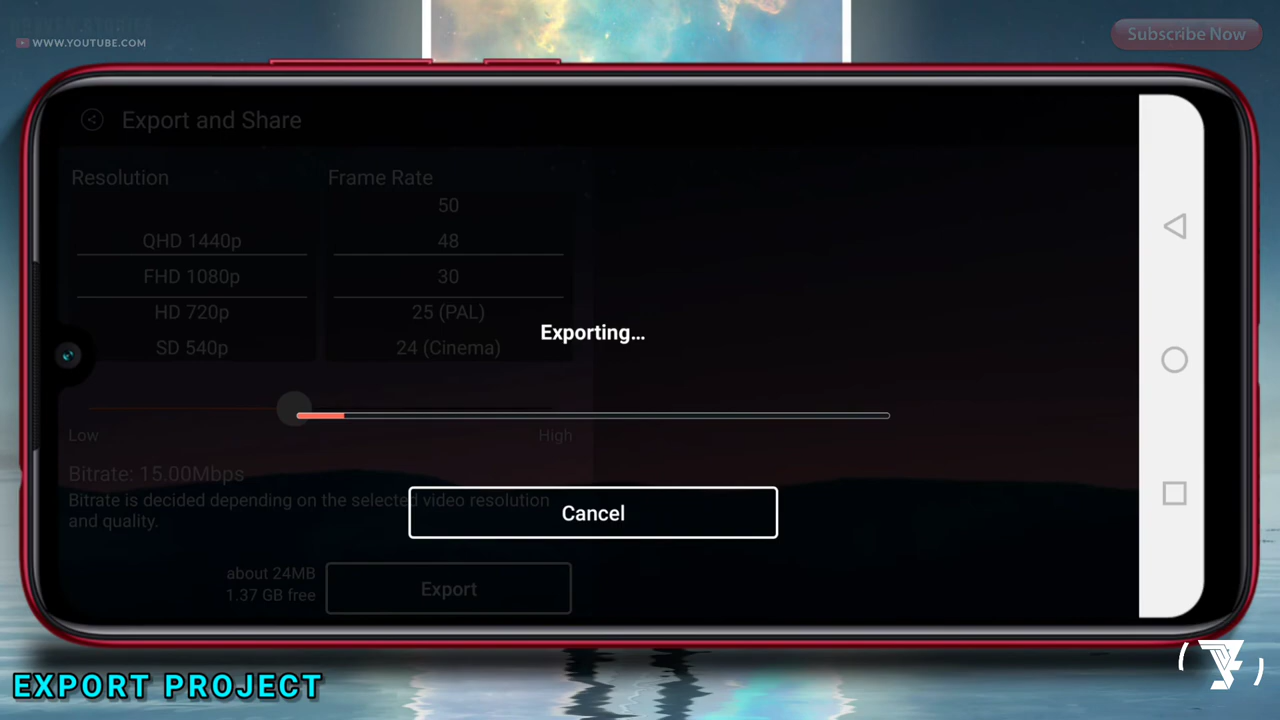 WWW.YOUTUBE.COM
Subscribe Now
Export and Share
Resolution
Frame Rate
50
QHD 1440p
48
FHD 1080p
30
HD 720p
25 (PAL)
SD 540p
24 (Cinema)
Exporting...
Low
High
Bitrate: 15.00Mbps
Bitrate is decided depending on the selected video resolution
and quality.
Cancel
about 24MB
1.37 GB free
Export
EXPORT PROJECT